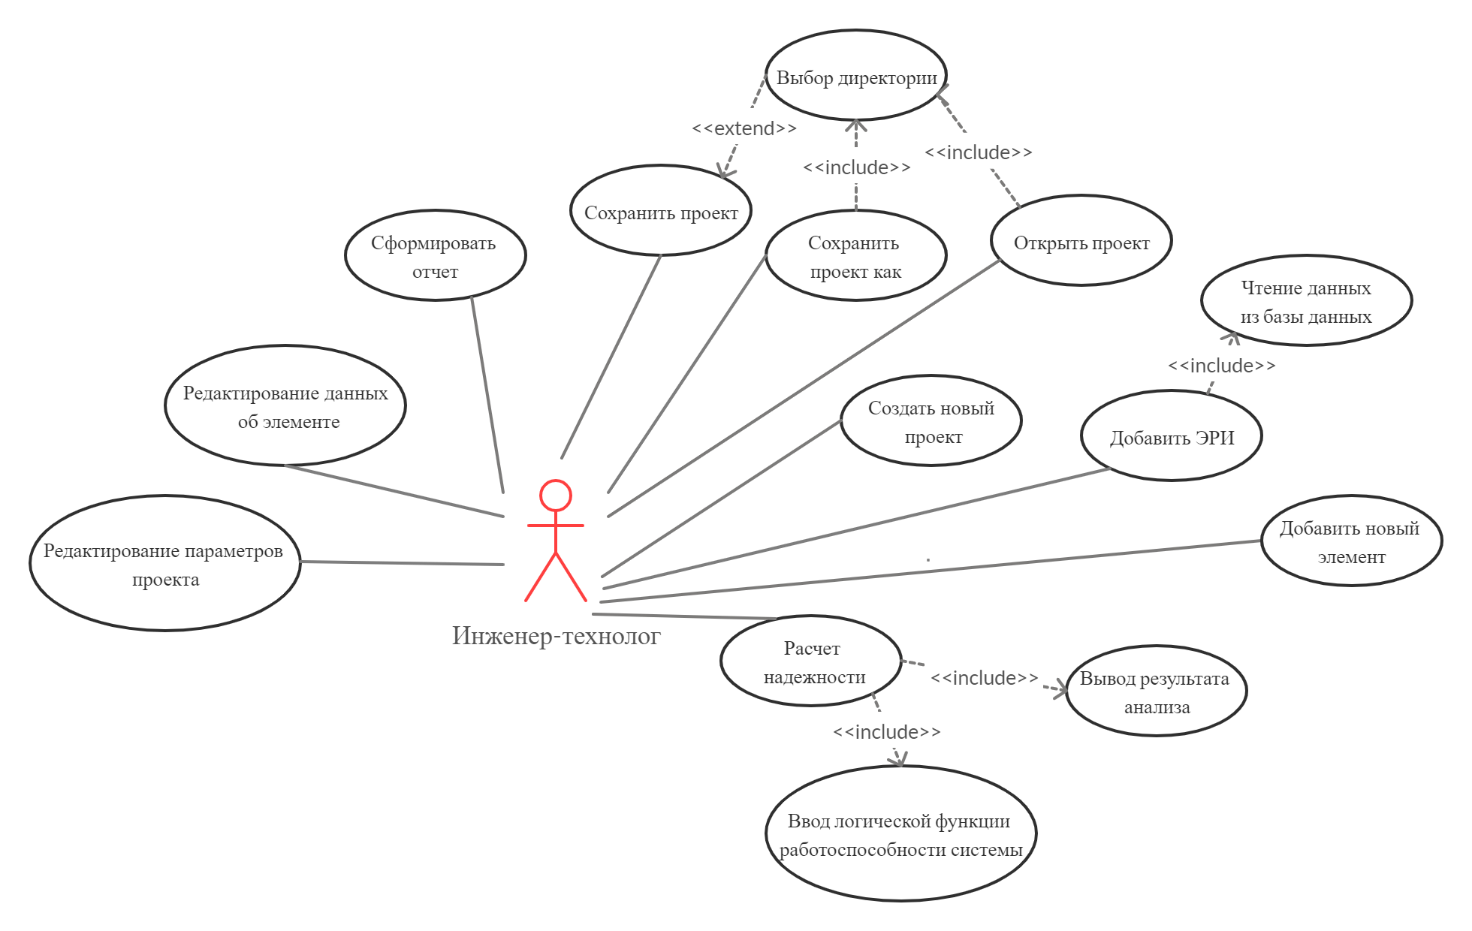 Выбор директории
<<extend>>
<<include>>
<<include>>
Сохранить проект
Сохранить
проект как
Открыть проект
Сформировать
отчет
Чтение данных
из базы данных
<<include>>
Редактирование данных
об элементе
Создать новый
проект
Добавить ЭРИ
Редактирование параметров
проекта
Добавить новый
элемент
Инженер-технолог
Расчет
надежности
<<include>>
Вывод результата
анализа
<<include>>
Ввод логической функции
работоспособности системы